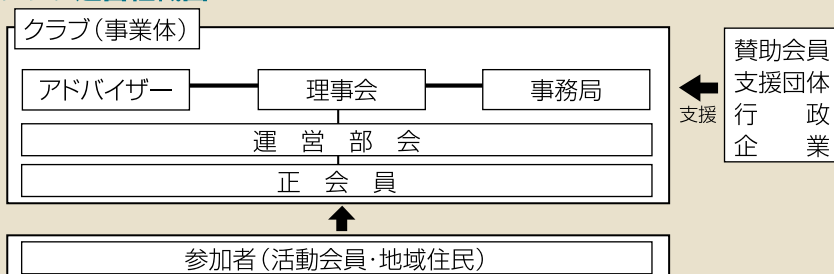 クラブ(事業体)
アドバイザー
理事会
事務局
運営部会
正会員
支援
賛助会員
支援団体
行政
企業
参加者(活動会員・地域住民)